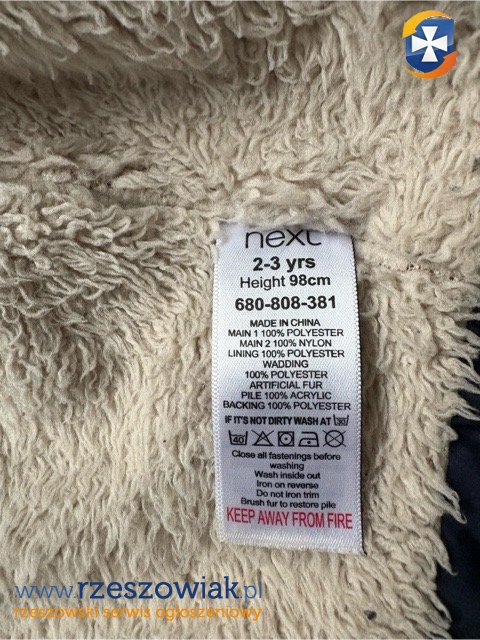 next
2-3 yrs
Height 98cm
680-808-381
MADE IN CHINA
MAIN 1 100% POLYESTER
MAIN 2 100% NYLON
LINING 100% POLYESTER
WADDING
100% POLYESTER
ARTIFICIAL FUR
PILE 100% ACRYLIC
BACKING 100% POLYESTER
IF IT'S NOT DIRTY WASH AT 30
40
Close all fastenings before
washing
Wash inside out
Iron on reverse
Do not iron trim
Brush fur to restore pile
KEEP AWAY FROM FIRE
www.rzeszowiak.pl
rzeszowski serwis ogłoszeniowy